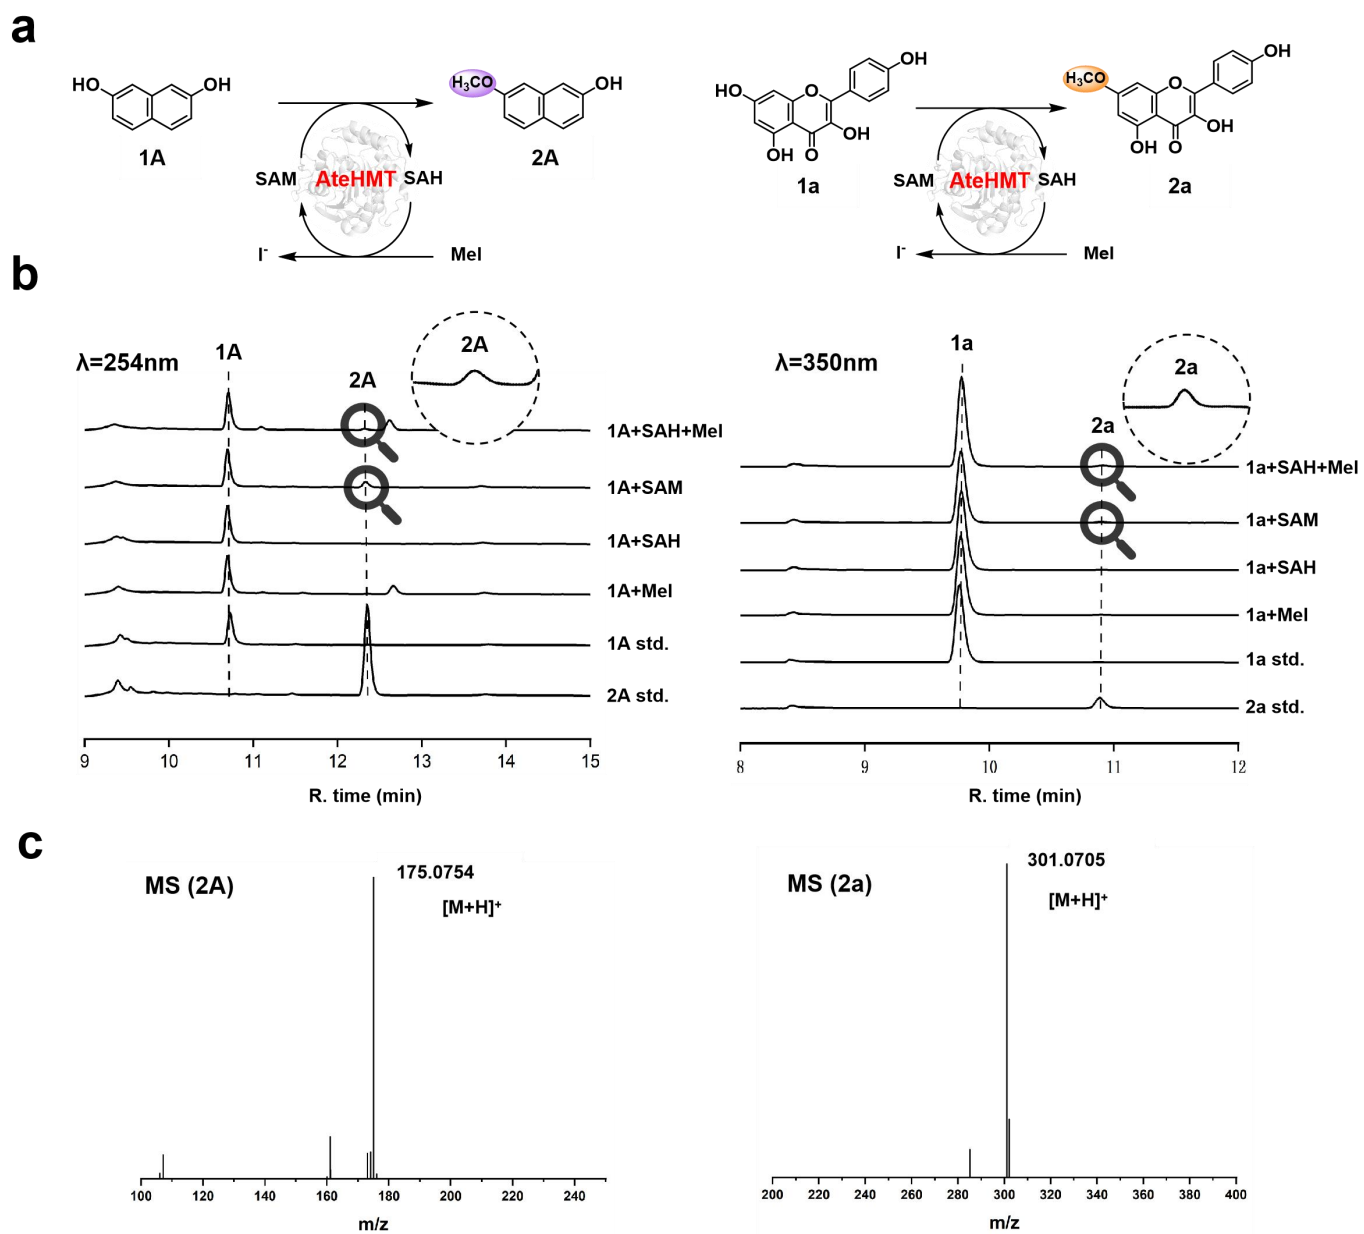 a
HO
OH
1A
H₃CO
OH
2A
SAM
AteHMT
SAH
I⁻
MeI
HO
O
OH
OH
OH
O
1a
H₃CO
O
OH
OH
OH
O
2a
SAM
AteHMT
SAH
I⁻
MeI
b
λ=254nm
1A
2A
2A
1A+SAH+MeI
1A+SAM
1A+SAH
1A+MeI
1A std.
2A std.
9 10 11 12 13 14 15
R. time (min)
λ=350nm
1a
2a
2a
1a+SAH+MeI
1a+SAM
1a+SAH
1a+MeI
1a std.
2a std.
8 9 10 11 12
R. time (min)
c
MS (2A)
175.0754
[M+H]⁺
100 120 140 160 180 200 220 240
m/z
MS (2a)
301.0705
[M+H]⁺
200 220 240 260 280 300 320 340 360 380 400
m/z